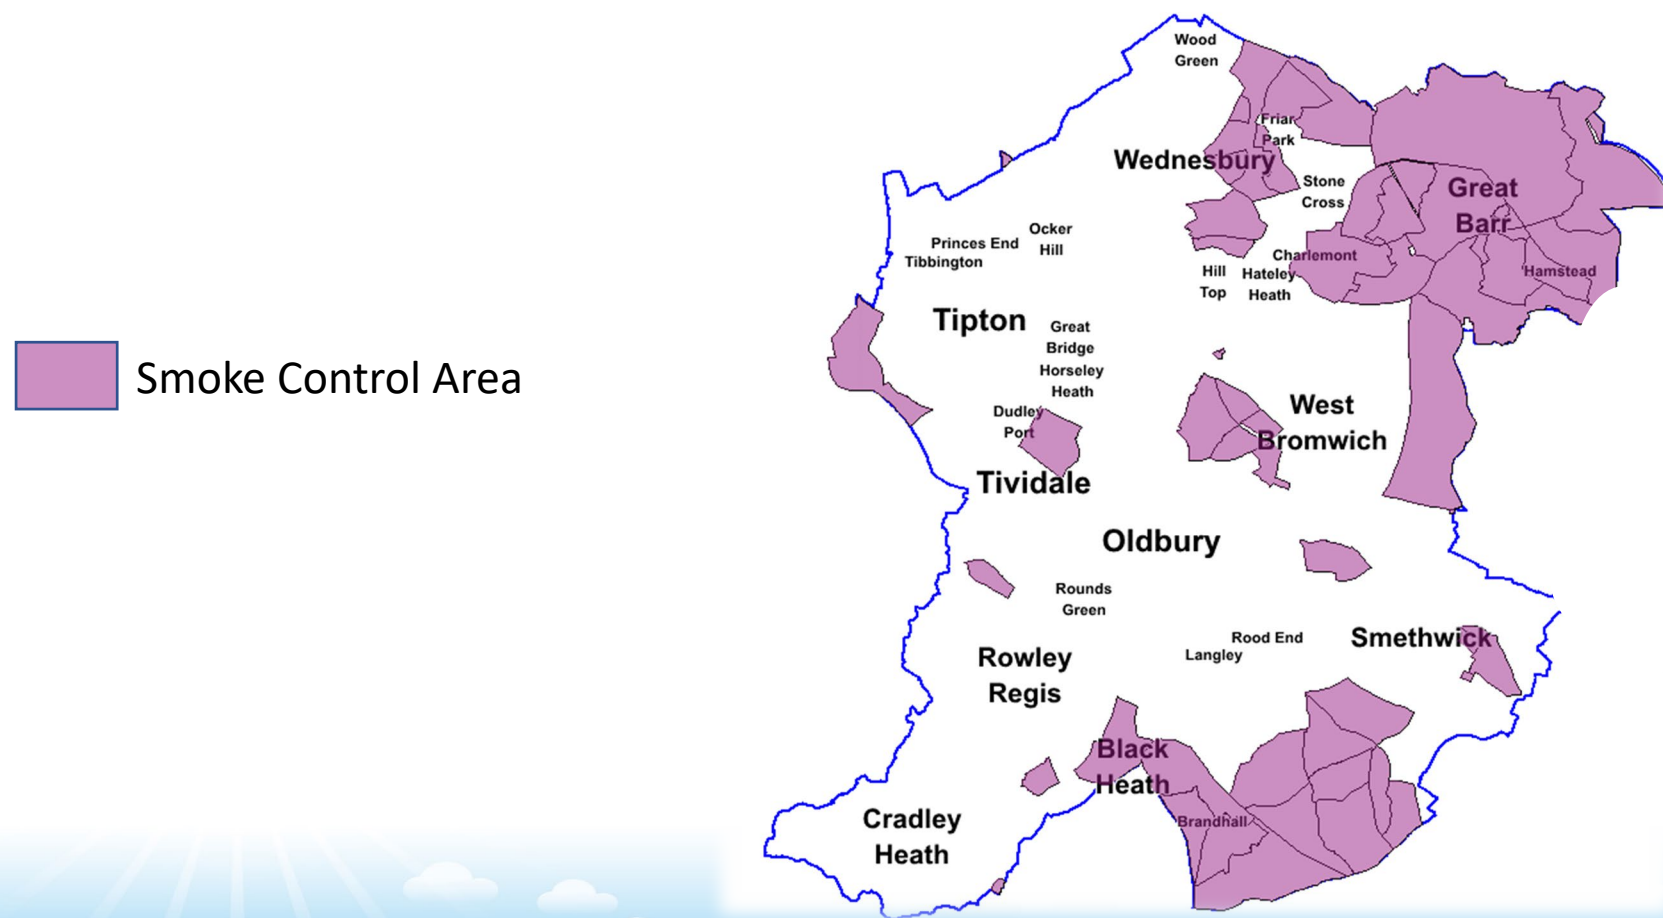 Wood
Green
Friar
Park
Wednesbury
Stone
Cross
Great
Barr
Ocker
Hill
Princes End
Tibbington
Charlemont
Hill
Top
Hateley
Heath
Hamstead
Tipton
Great
Bridge
Horseley
Heath
Smoke Control Area
Dudley
Port
West
Bromwich
Tividale
Oldbury
Rounds
Green
Rood End
Langley
Smethwick
Rowley
Regis
Black
Heath
Brandhall
Cradley
Heath